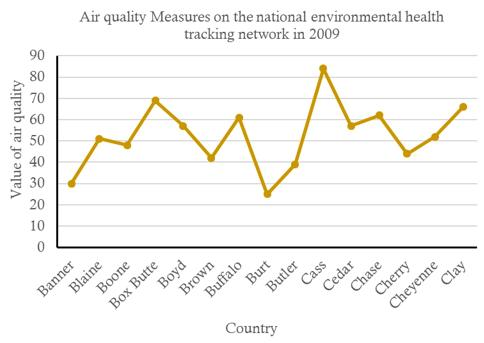 Air quality Measures on the national environmental health
tracking network in 2009
Value of air quality
90
80
70
60
50
40
30
20
10
0
Banner
Blaine
Boone
Box Butte
Boyd
Brown
Buffalo
Burt
Butler
Cass
Cedar
Chase
Cherry
Cheyenne
Clay
Country